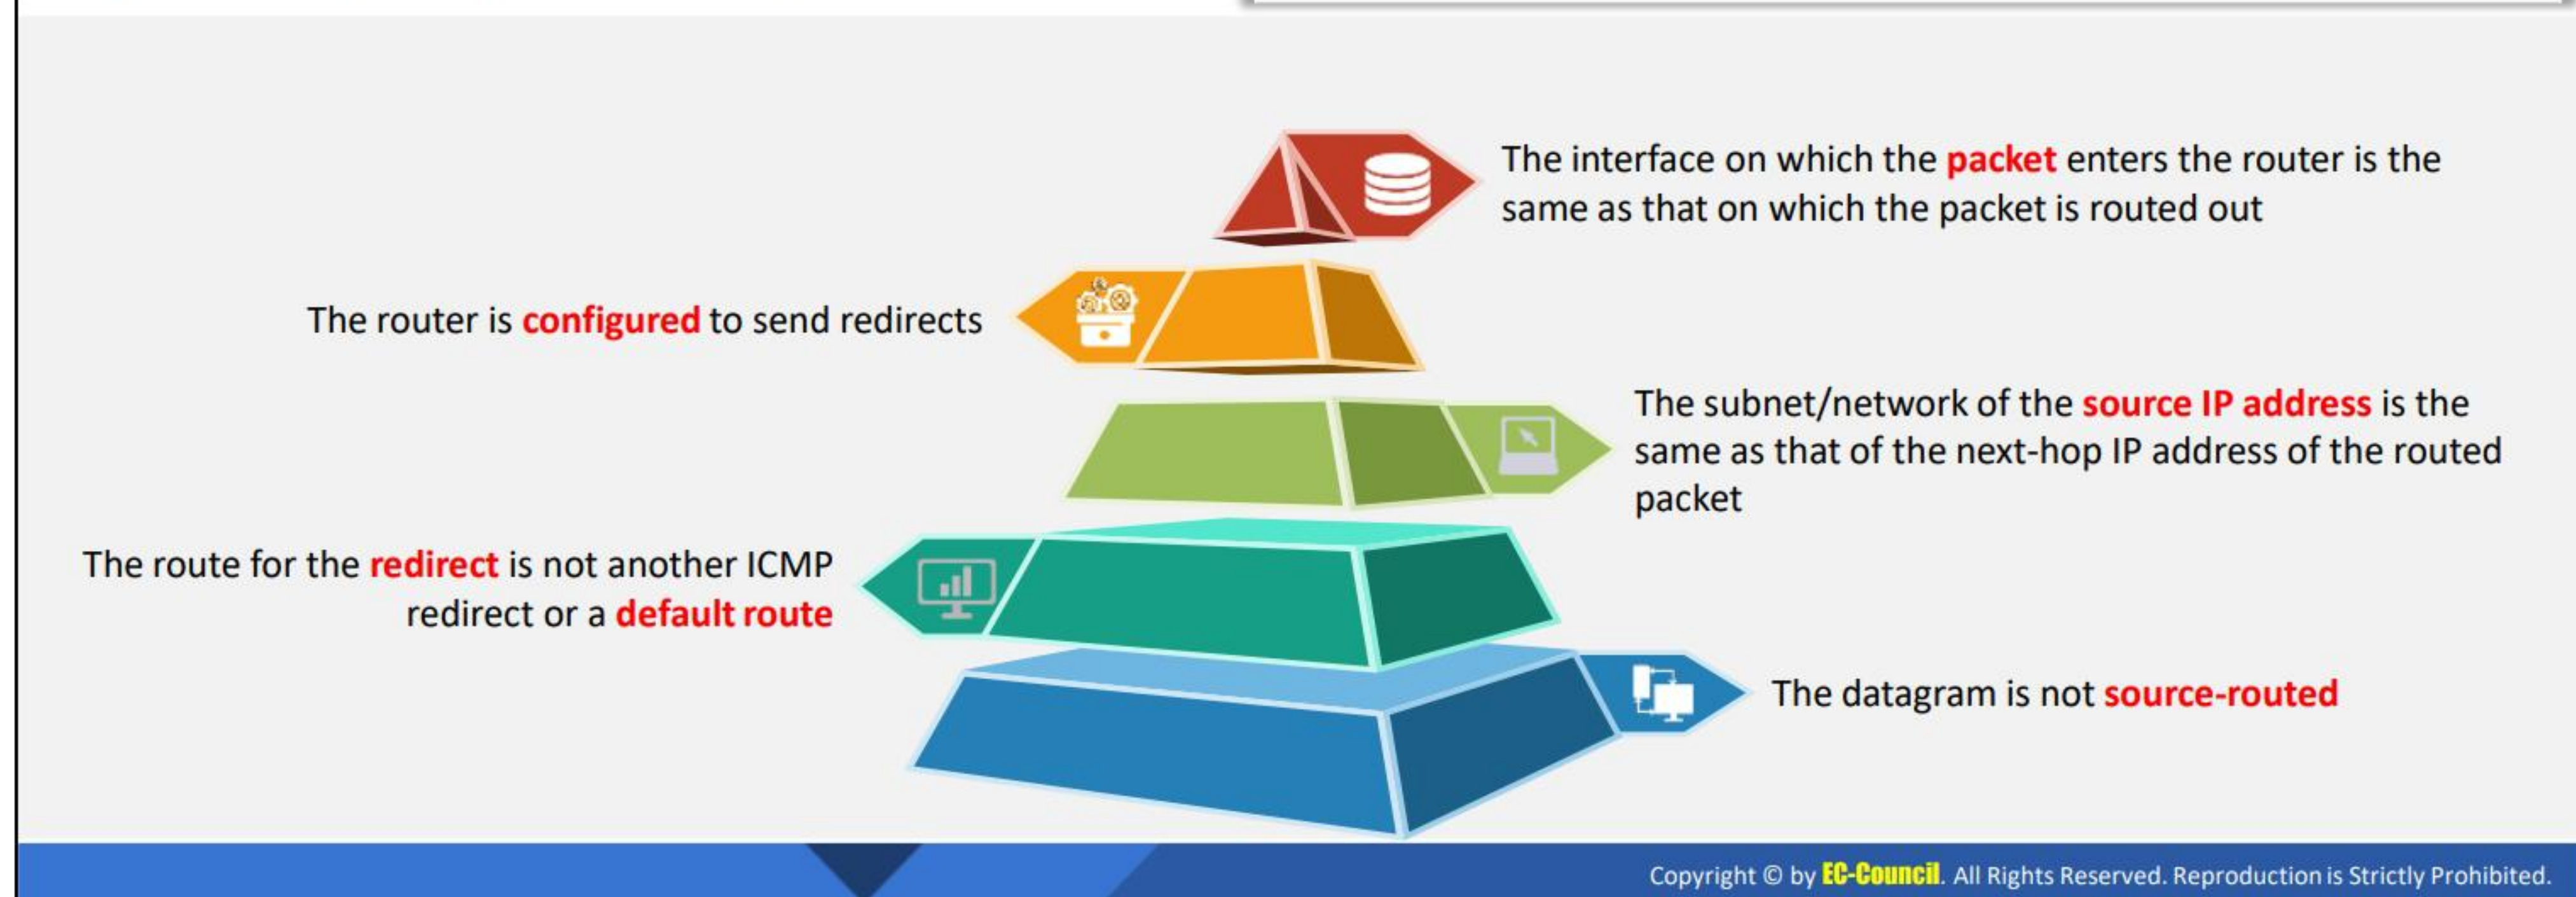 The interface on which the packet enters the router is the
same as that on which the packet is routed out
The router is configured to send redirects
The subnet/network of the source IP address is the
same as that of the next-hop IP address of the routed
packet
The route for the redirect is not another ICMP
redirect or a default route
The datagram is not source-routed
Copyright © by EC-Council. All Rights Reserved. Reproduction is Strictly Prohibited.